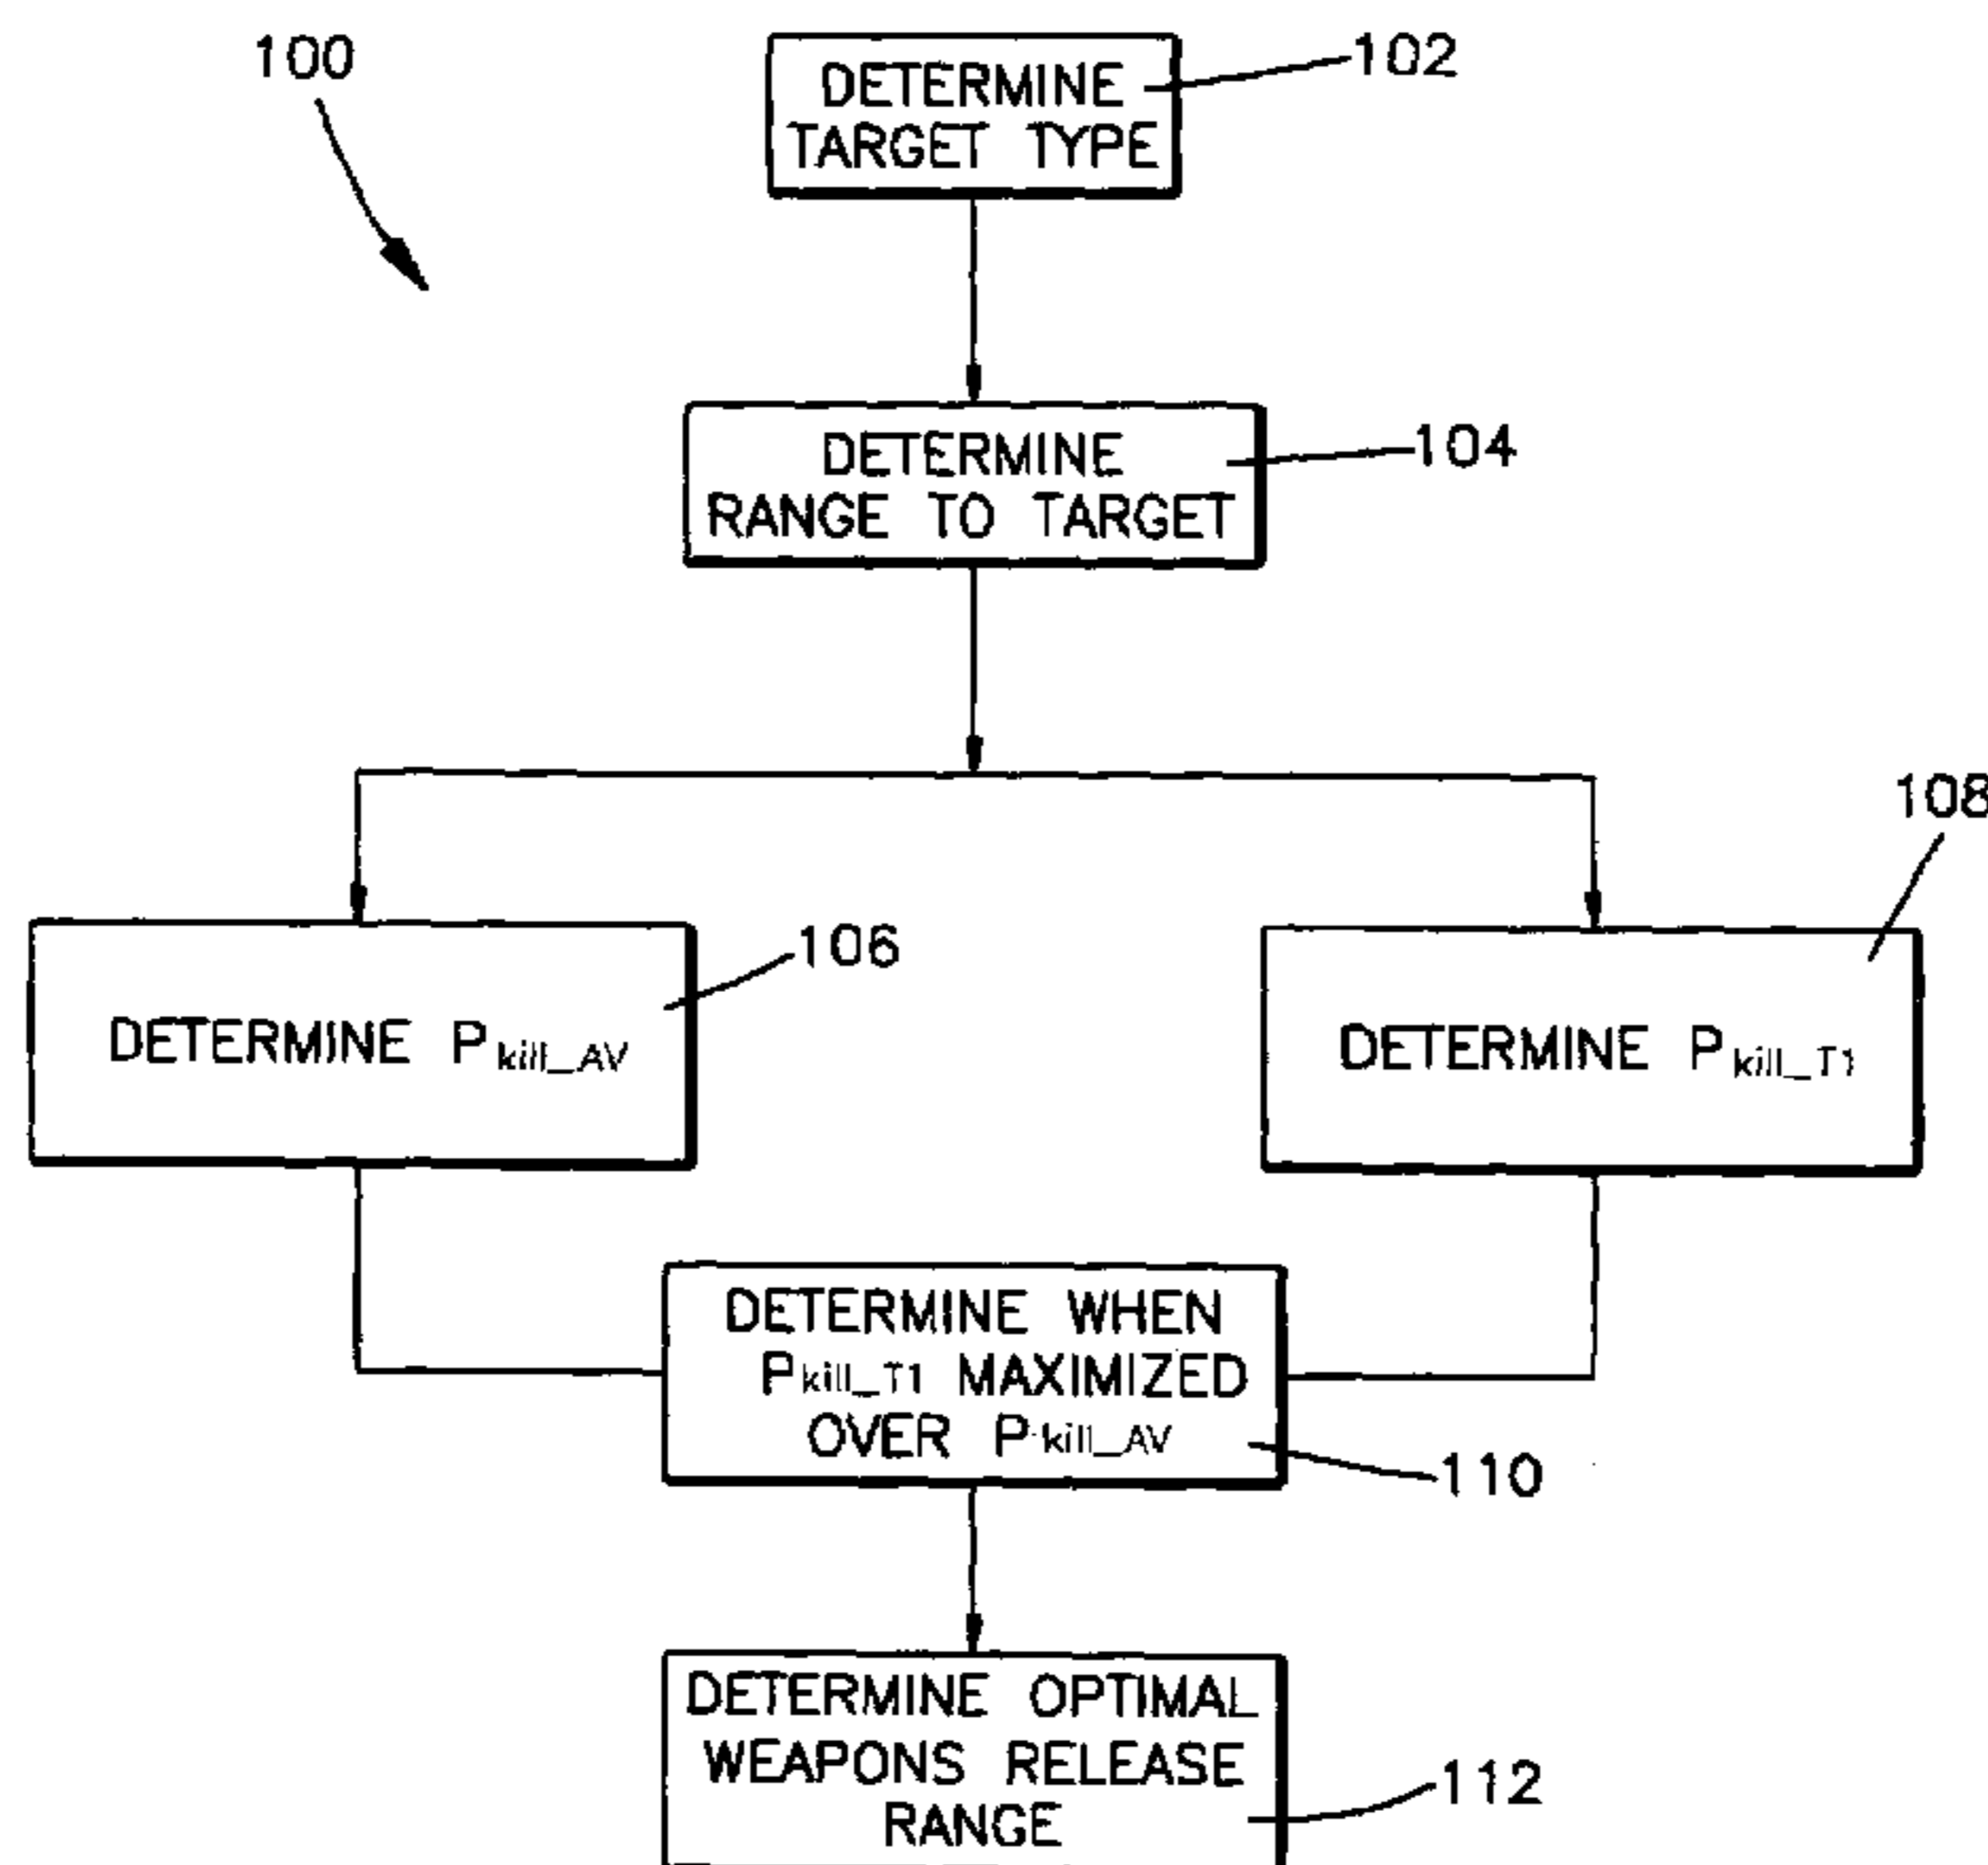 100
102
DETERMINE
TARGET TYPE
104
DETERMINE
RANGE TO TARGET
108
106
DETERMINE Pkill_AV
DETERMINE Pkill_T1
DETERMINE WHEN
Pkill_T1 MAXIMIZED
OVER Pkill_AV
110
DETERMINE OPTIMAL
WEAPONS RELEASE
RANGE
112